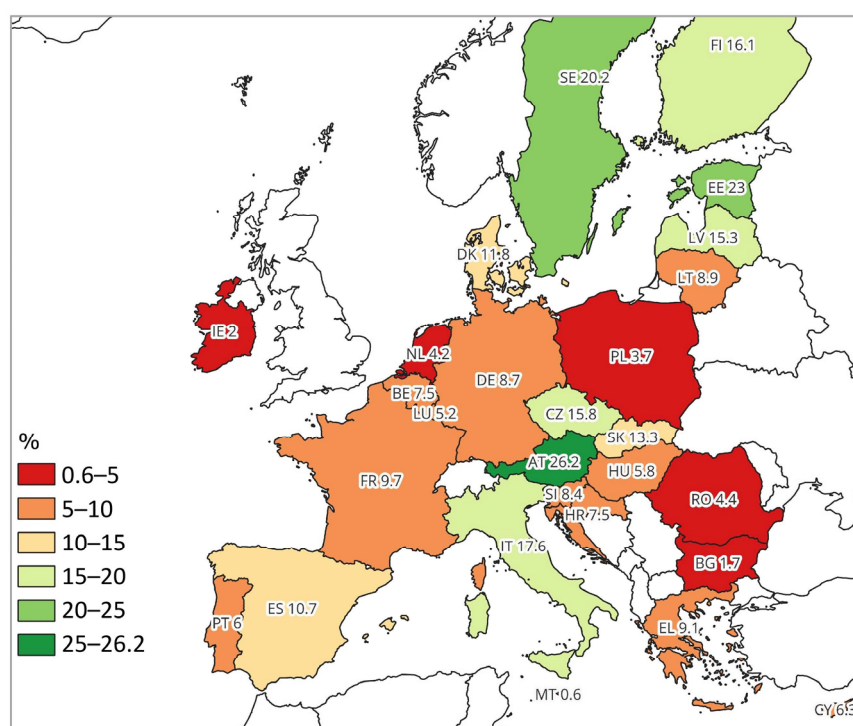 FI 16.1
SE 20.2
EE 23
LV 15.3
DK 11.8
LT 8.9
IE 2
NL 4.2
PL 3.7
DE 8.7
BE 7.5
LU 5.2
CZ 15.8
SK 13.3
AT 26.2
HU 5.8
FR 9.7
SI 8.4
RO 4.4
HR 7.5
IT 17.6
BG 1.7
ES 10.7
PT 6
EL 9.1
MT 0.6
CY 6.3
%
0.6–5
5–10
10–15
15–20
20–25
25–26.2